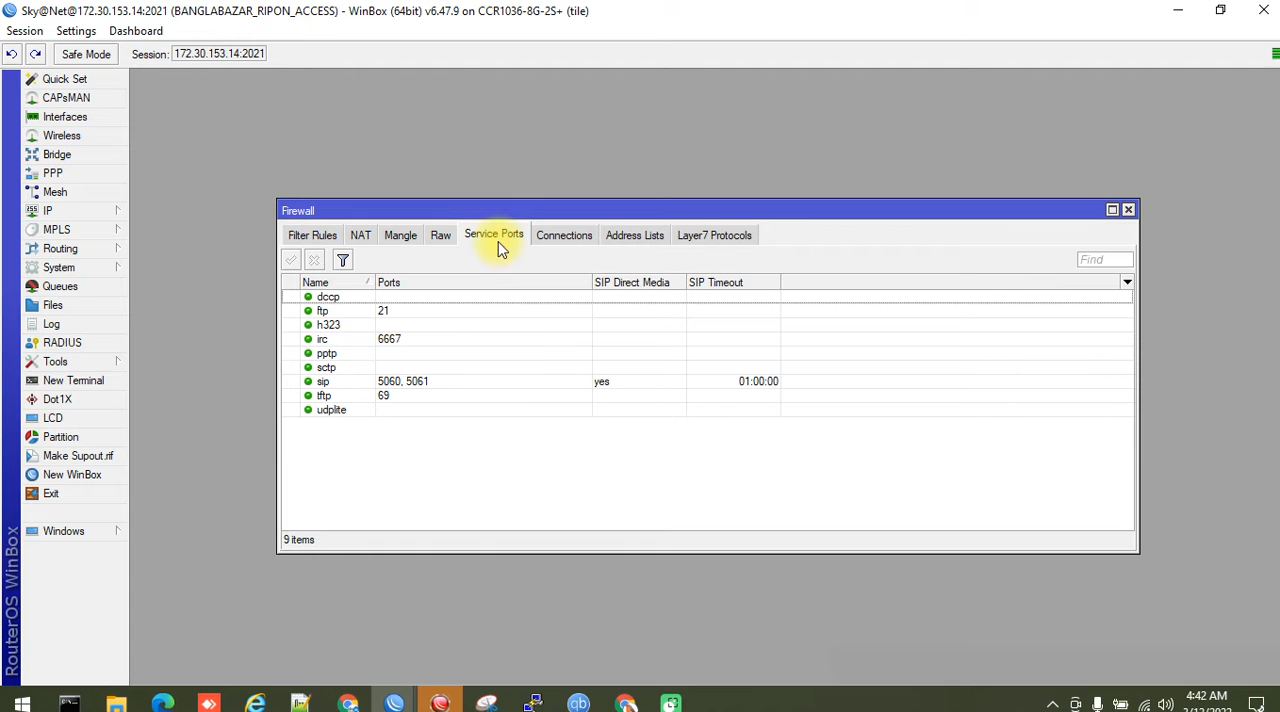 Sky@Net@172.30.153.14:2021 (BANGLABAZAR_RIPON_ACCESS) - WinBox (64bit) v6.47.9 on CCR1036-8G-2S+ (tile)
Session Settings Dashboard
Safe Mode Session: 172.30.153.14:2021
Quick Set
CAPsMAN
Interfaces
Wireless
Bridge
PPP
Mesh
IP
MPLS
Routing
System
Queues
Files
Log
RADIUS
Tools
New Terminal
Dot1X
LCD
Partition
Make Supout.rif
New WinBox
Exit
Windows
RouterOS WinBox
Firewall
Filter Rules NAT Mangle Raw Service Ports Connections Address Lists Layer7 Protocols
Find
Name Ports SIP Direct Media SIP Timeout
dccp
ftp 21
h323
irc 6667
pptp
sctp
sip 5060, 5061 yes 01:00:00
tftp 69
udplite
9 items
4:42 AM